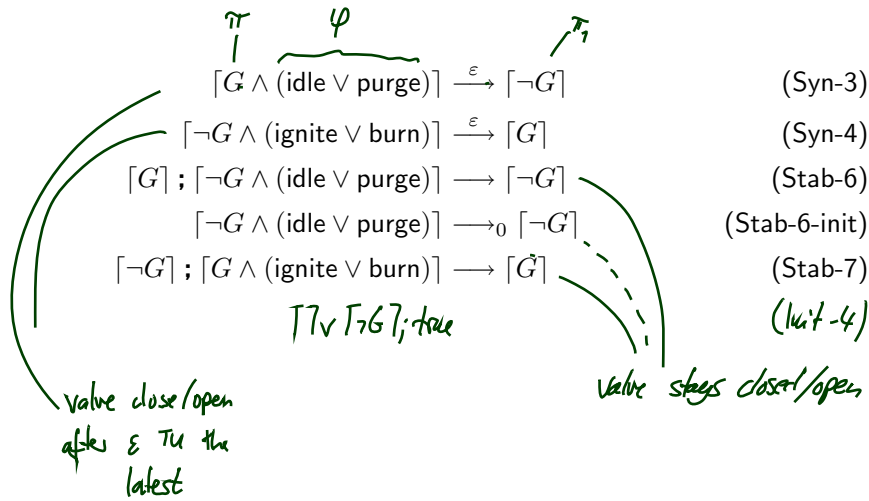 π φ π₁
⌈G ∧ (idle ∨ purge)⌉ —ε→ ⌈¬G⌉ (Syn-3)
⌈¬G ∧ (ignite ∨ burn)⌉ —ε→ ⌈G⌉ (Syn-4)
⌈G⌉ ; ⌈¬G ∧ (idle ∨ purge)⌉ ⟶ ⌈¬G⌉ (Stab-6)
⌈¬G ∧ (idle ∨ purge)⌉ ⟶₀ ⌈¬G⌉ (Stab-6-init)
⌈¬G⌉ ; ⌈G ∧ (ignite ∨ burn)⌉ ⟶ ⌈G⌉ (Stab-7)
⌈⌉ ∨ ⌈¬G⌉ ; true (Init-4)
valve close/open
after ε TU the
latest
valve stays closed/open